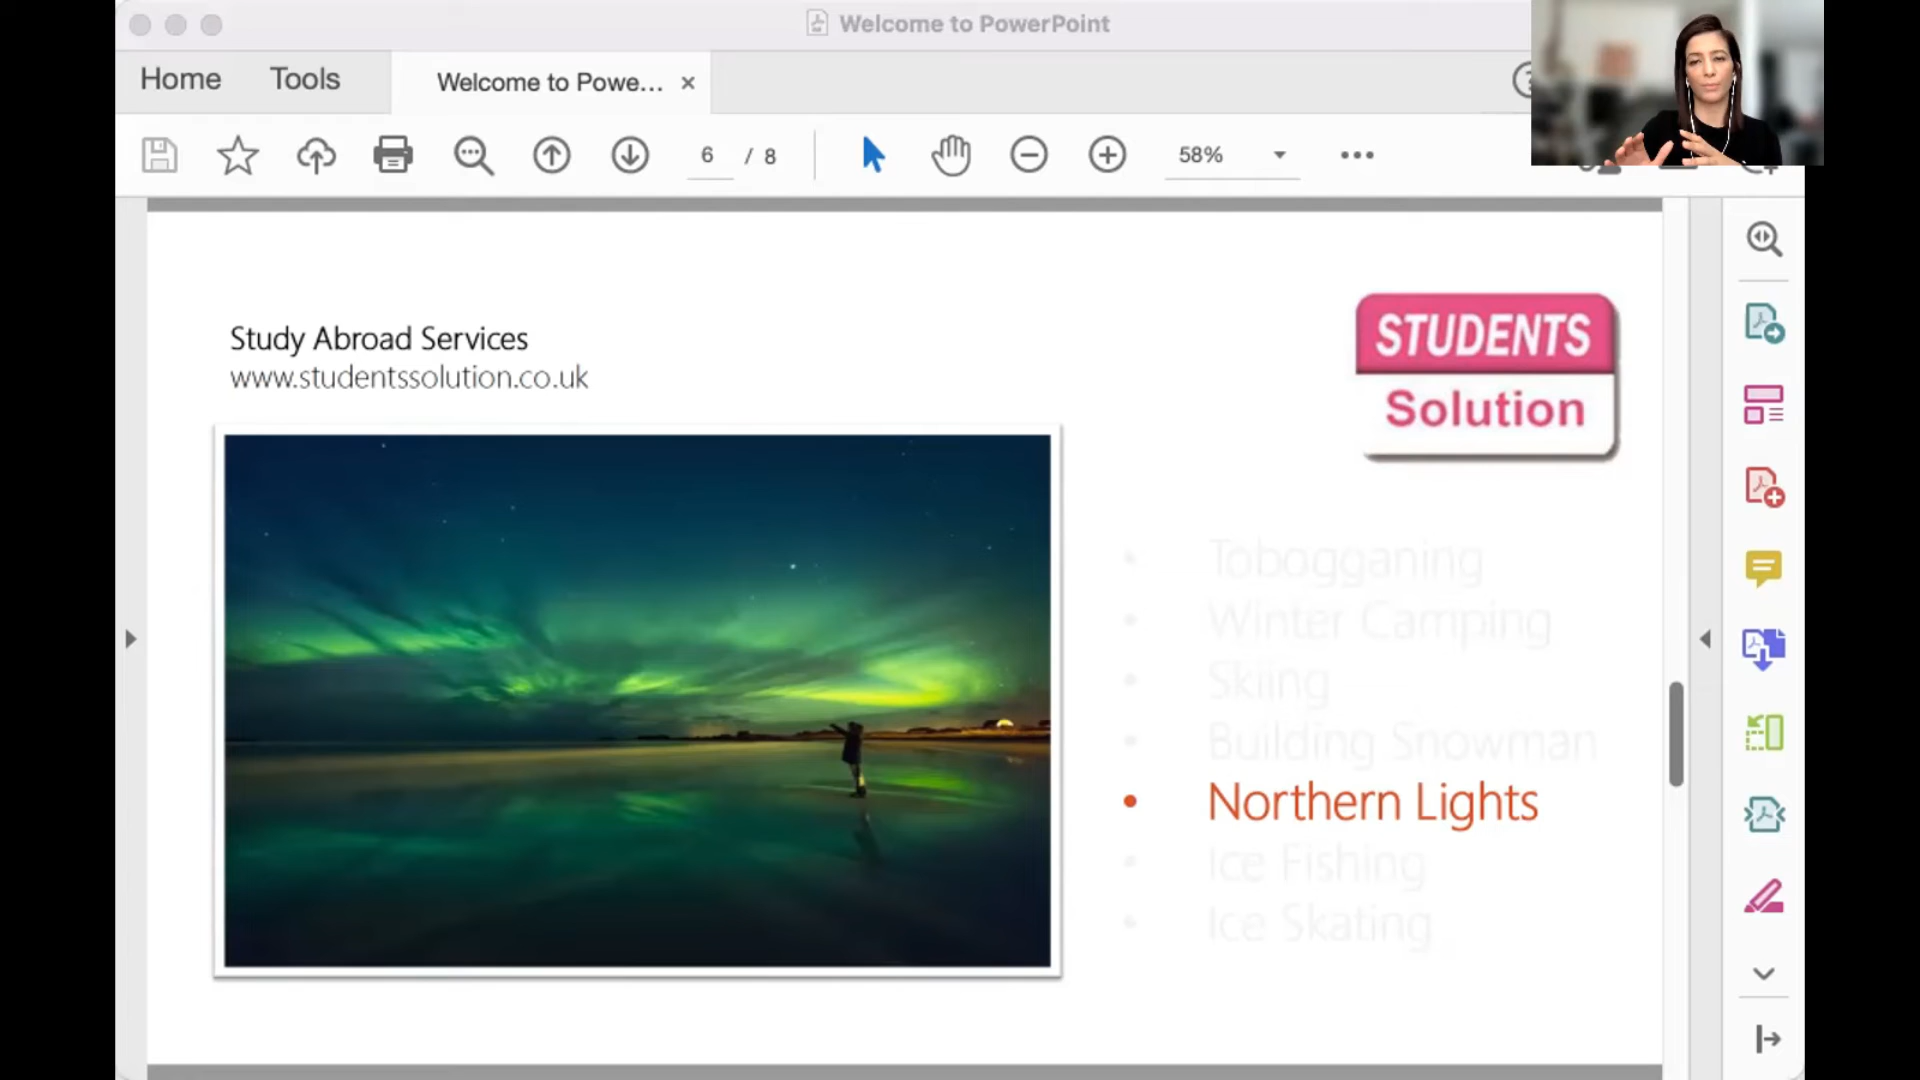 Welcome to PowerPoint
Home
Tools
Welcome to Powe...
6 / 8
58%
Study Abroad Services
www.studentssolution.co.uk
STUDENTS
Solution
• Tobogganing
• Winter Camping
• Skiing
• Building Snowman
• Northern Lights
• Ice Fishing
• Ice Skating